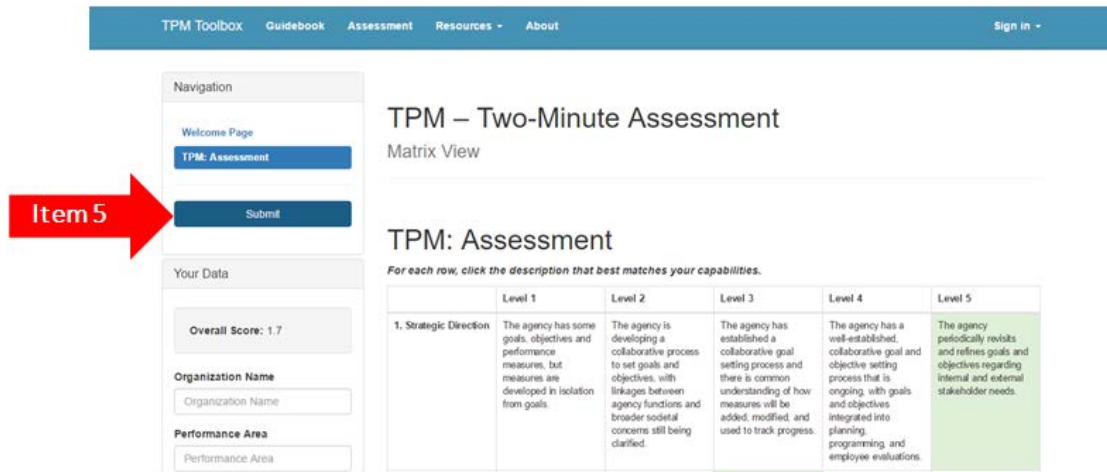 TPM Toolbox Guidebook Assessment Resources About Sign in
Navigation
Welcome Page
TPM: Assessment
Item 5
Submit
Your Data
Overall Score: 1.7
Organization Name
Organization Name
Performance Area
Performance Area
TPM – Two-Minute Assessment
Matrix View
TPM: Assessment
For each row, click the description that best matches your capabilities.
Level 1 Level 2 Level 3 Level 4 Level 5
1. Strategic Direction
The agency has some
goals, objectives and
performance
measures, but
measures are
developed in isolation
from goals.
The agency is
developing a
collaborative process
to set goals and
objectives, with
linkages between
agency functions and
broader societal
concerns still being
clarified.
The agency has
established a
collaborative goal
setting process and
there is common
understanding of how
measures will be
added, modified, and
used to track progress.
The agency has a
well-established,
collaborative goal and
objective setting
process that is
ongoing, with goals
and objectives
integrated into
planning,
programming, and
employee evaluations.
The agency
periodically revisits
and refines goals and
objectives regarding
internal and external
stakeholder needs.